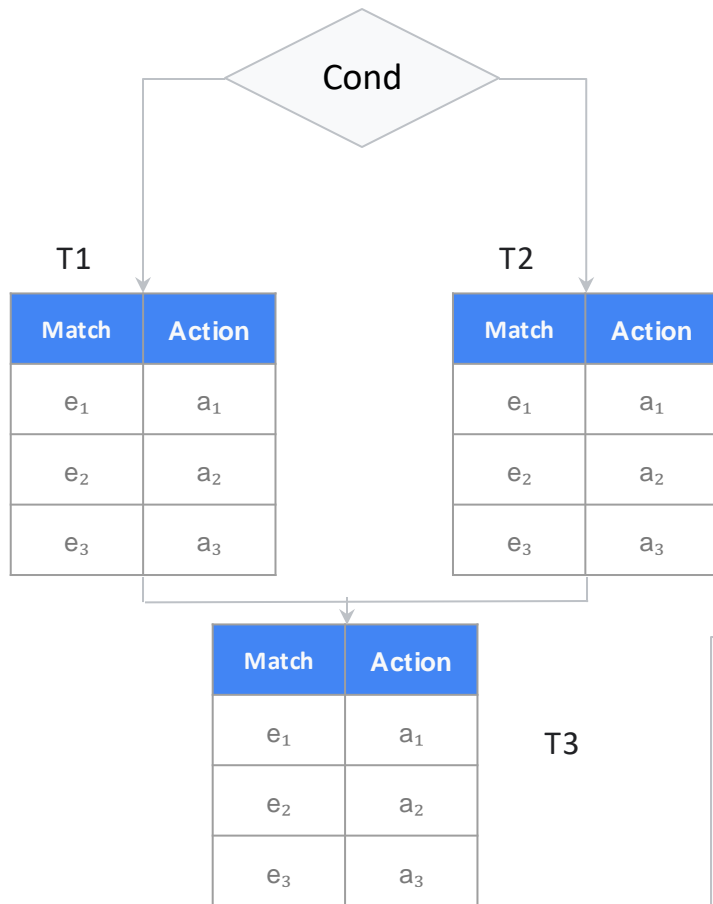 Cond
T1
Match Action
e₁ a₁
e₂ a₂
e₃ a₃
T2
Match Action
e₁ a₁
e₂ a₂
e₃ a₃
Match Action
e₁ a₁
e₂ a₂
e₃ a₃
T3